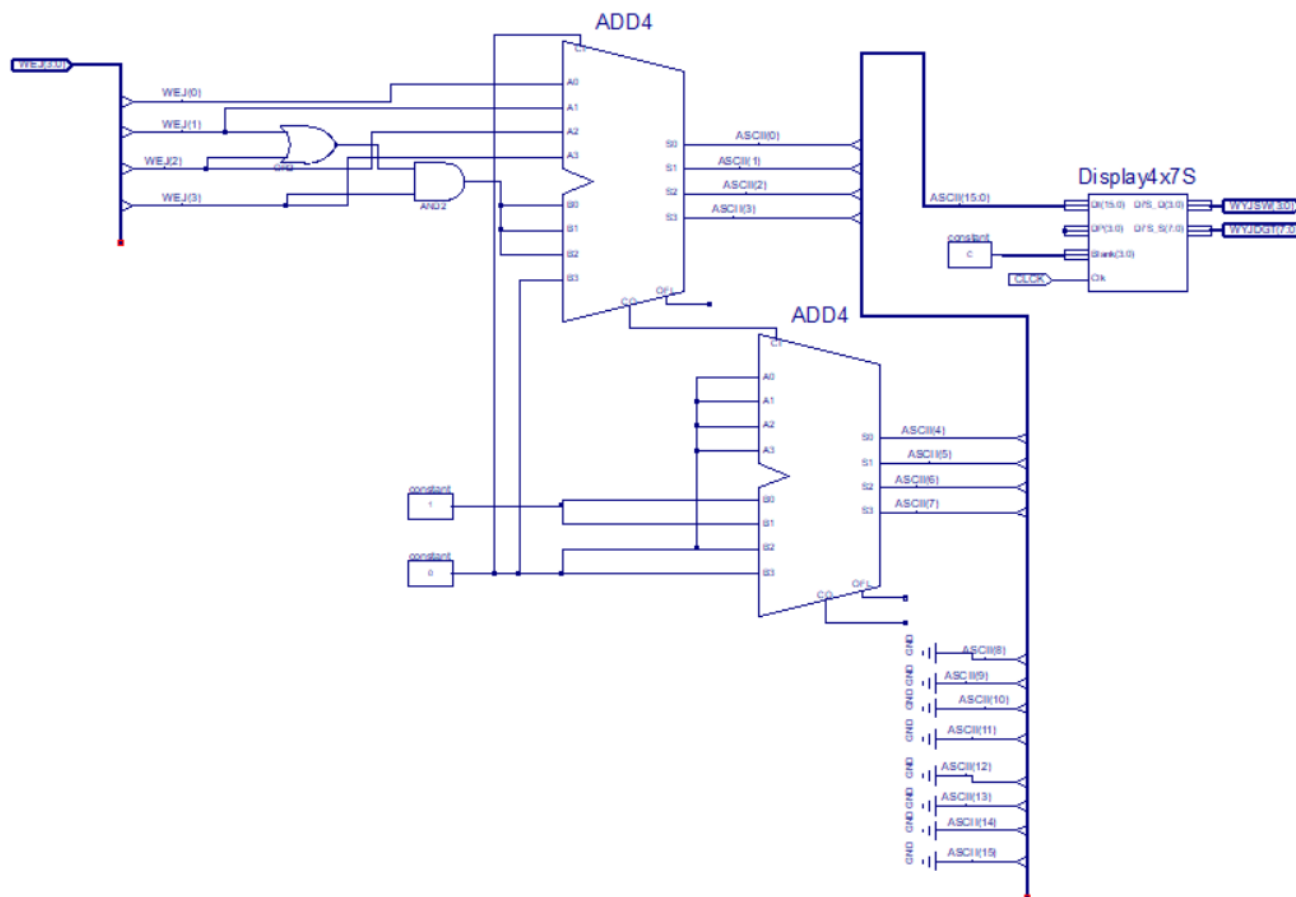 ADD4
CI
WEJ(3:0)
WEJ(0)
WEJ(1)
WEJ(2)
WEJ(3)
OR2
AND2
A0
A1
A2
A3
B0
B1
B2
B3
S0
S1
S2
S3
CO
OFL
ASCII(0)
ASCII(1)
ASCII(2)
ASCII(3)
ASCII(15:0)
Display4x7S
DI(15:0) D7S_D(3:0)
DP(3:0) D7S_S(7:0)
Blank(3:0)
Clk
WYJSW(3:0)
WYJDGT(7:0)
constant
C
CLCK
ADD4
CI
A0
A1
A2
A3
B0
B1
B2
B3
S0
S1
S2
S3
CO
OFL
ASCII(4)
ASCII(5)
ASCII(6)
ASCII(7)
constant
1
constant
0
GND ASCII(8)
GND ASCII(9)
GND ASCII(10)
GND ASCII(11)
GND ASCII(12)
GND ASCII(13)
GND ASCII(14)
GND ASCII(15)